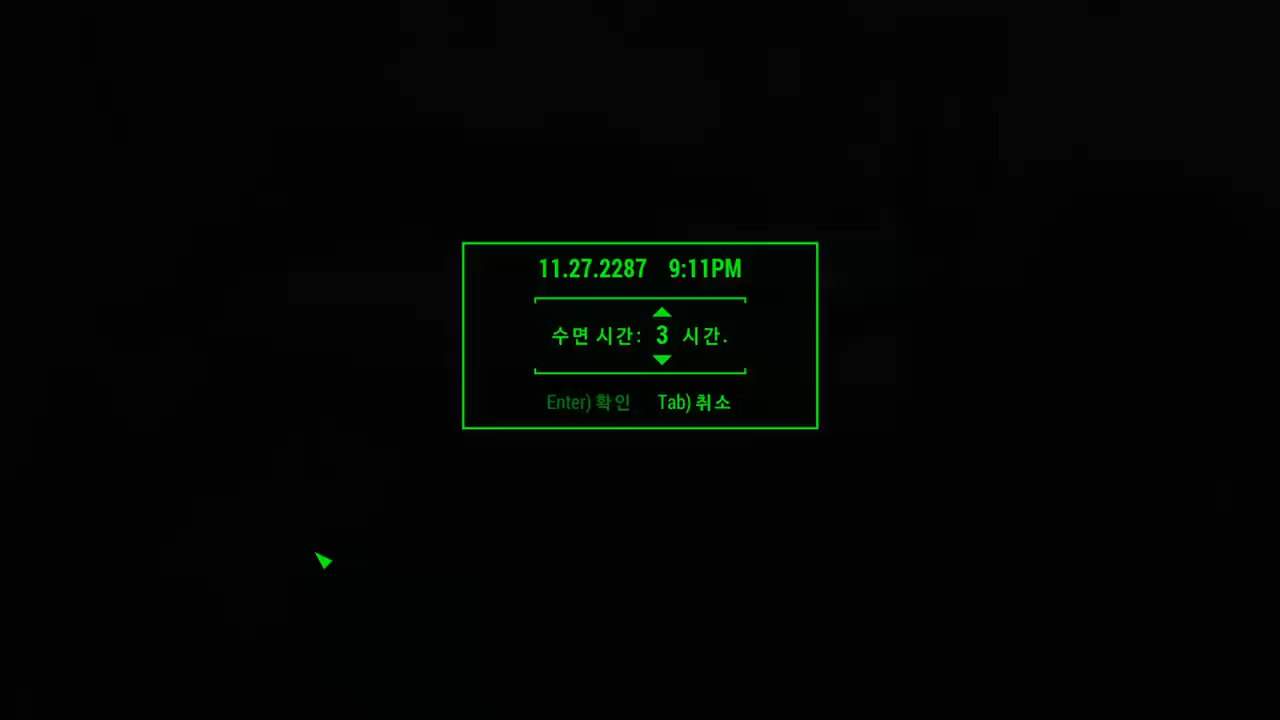 11.27.2287 9:11PM
수면 시간: 3 시간.
Enter) 확인 Tab) 취소